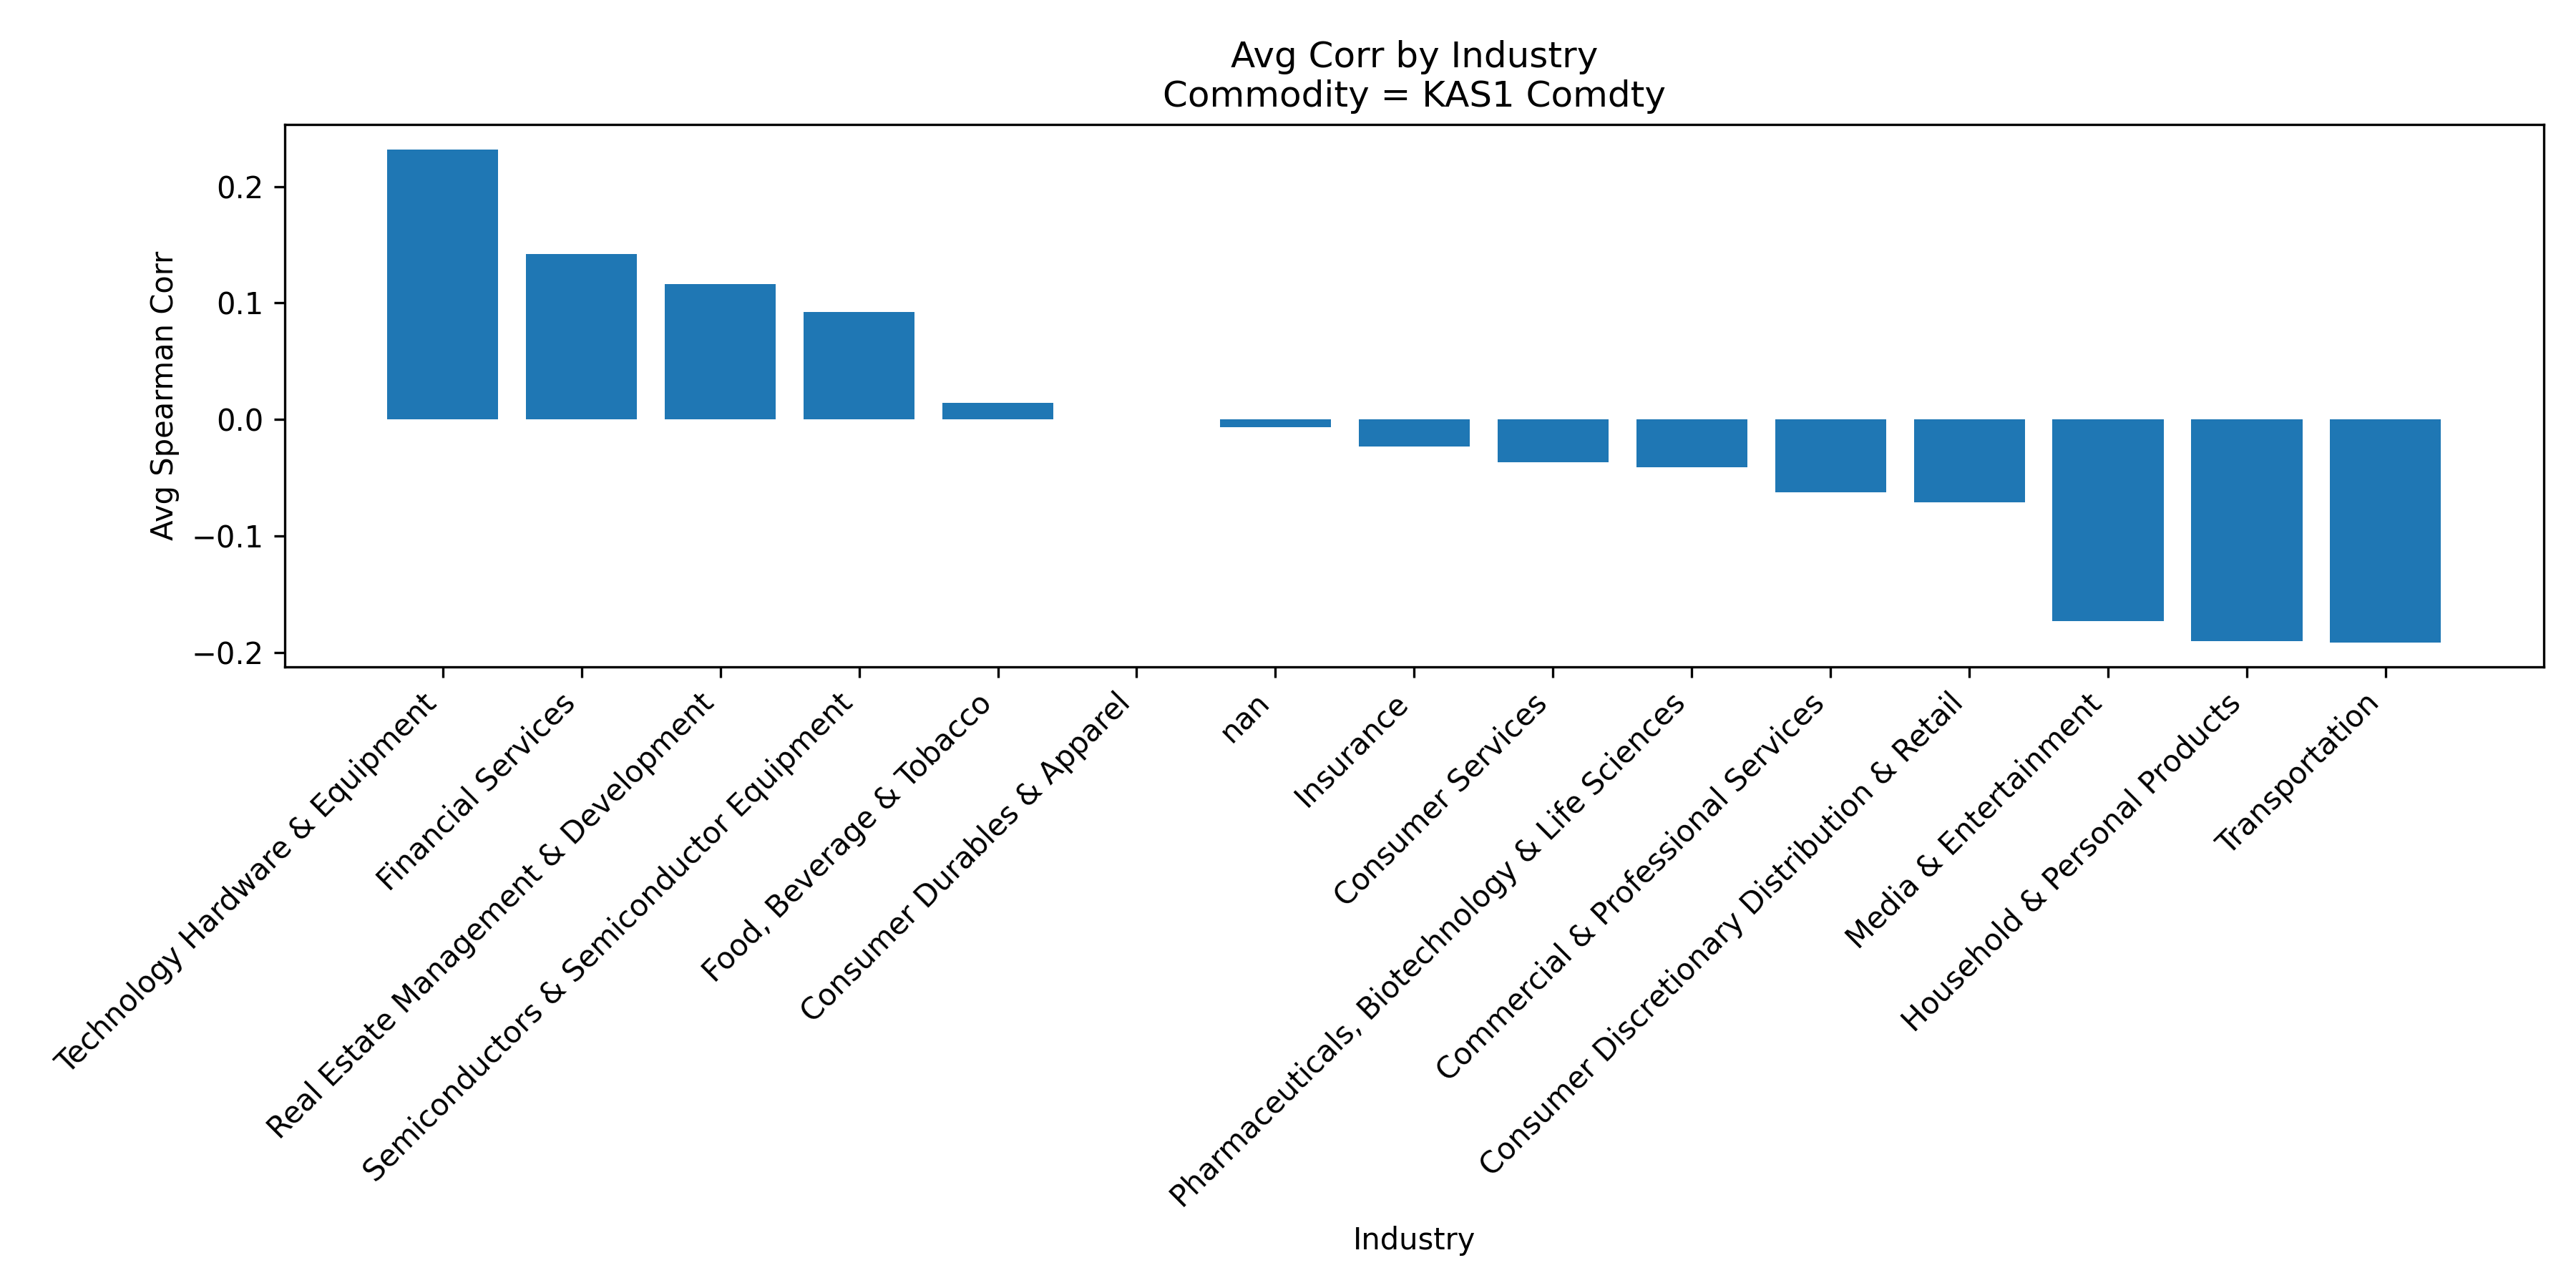 Avg Corr by Industry
Commodity = KAS1 Comdty
Avg Spearman Corr
0.2
0.1
0.0
−0.1
−0.2
Technology Hardware & Equipment
Financial Services
Real Estate Management & Development
Semiconductors & Semiconductor Equipment
Food, Beverage & Tobacco
Consumer Durables & Apparel
nan
Insurance
Consumer Services
Pharmaceuticals, Biotechnology & Life Sciences
Commercial & Professional Services
Consumer Discretionary Distribution & Retail
Media & Entertainment
Household & Personal Products
Transportation
Industry